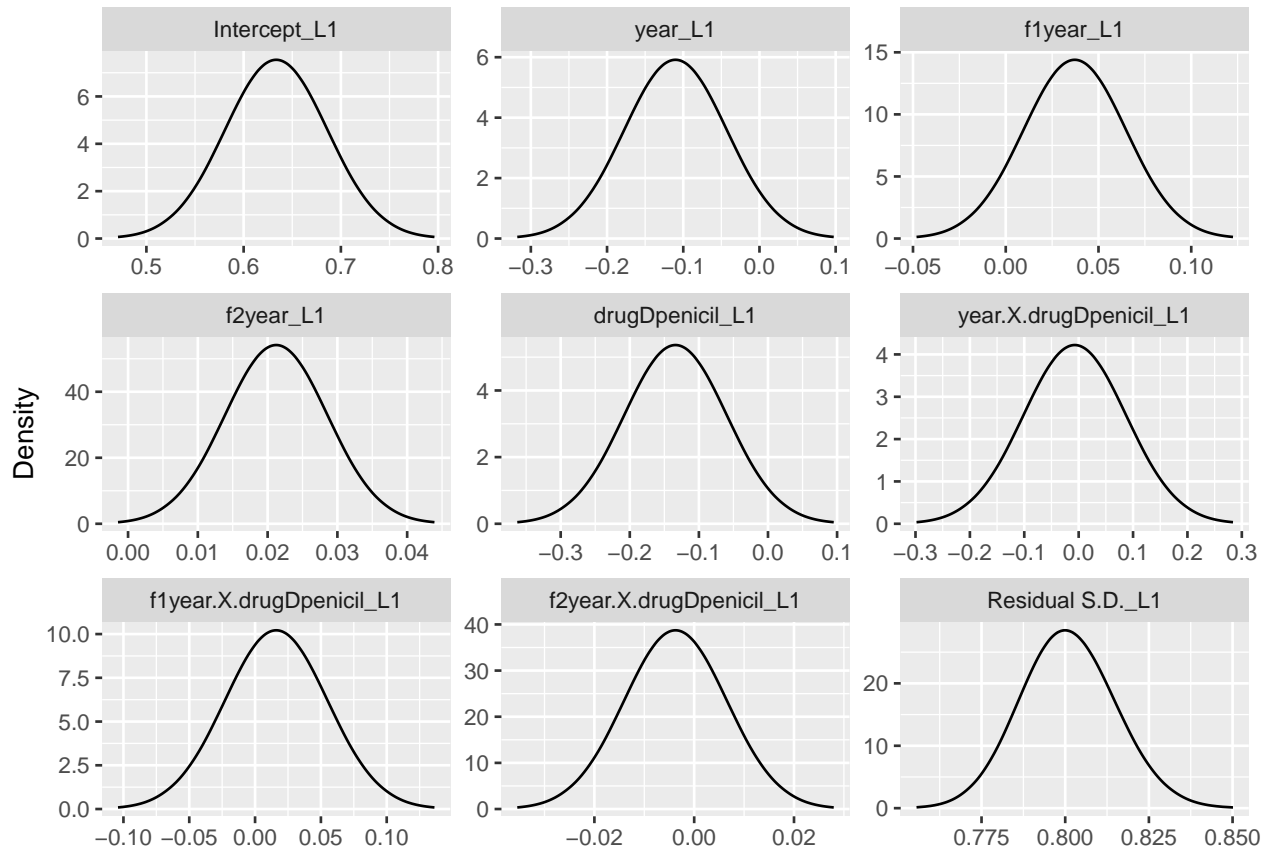 Intercept_L1
year_L1
f1year_L1
6
4
2
0
0.5 0.6 0.7 0.8
6
4
2
0
−0.3 −0.2 −0.1 0.0 0.1
15
10
5
0
−0.05 0.00 0.05 0.10
f2year_L1
drugDpenicil_L1
year.X.drugDpenicil_L1
40
20
0
0.00 0.01 0.02 0.03 0.04
4
2
0
−0.3 −0.2 −0.1 0.0 0.1
4
3
2
1
0
−0.3 −0.2 −0.1 0.0 0.1 0.2 0.3
Density
f1year.X.drugDpenicil_L1
f2year.X.drugDpenicil_L1
Residual S.D._L1
10.0
7.5
5.0
2.5
0.0
−0.10 −0.05 0.00 0.05 0.10
40
30
20
10
0
−0.02 0.00 0.02
20
10
0
0.775 0.800 0.825 0.850